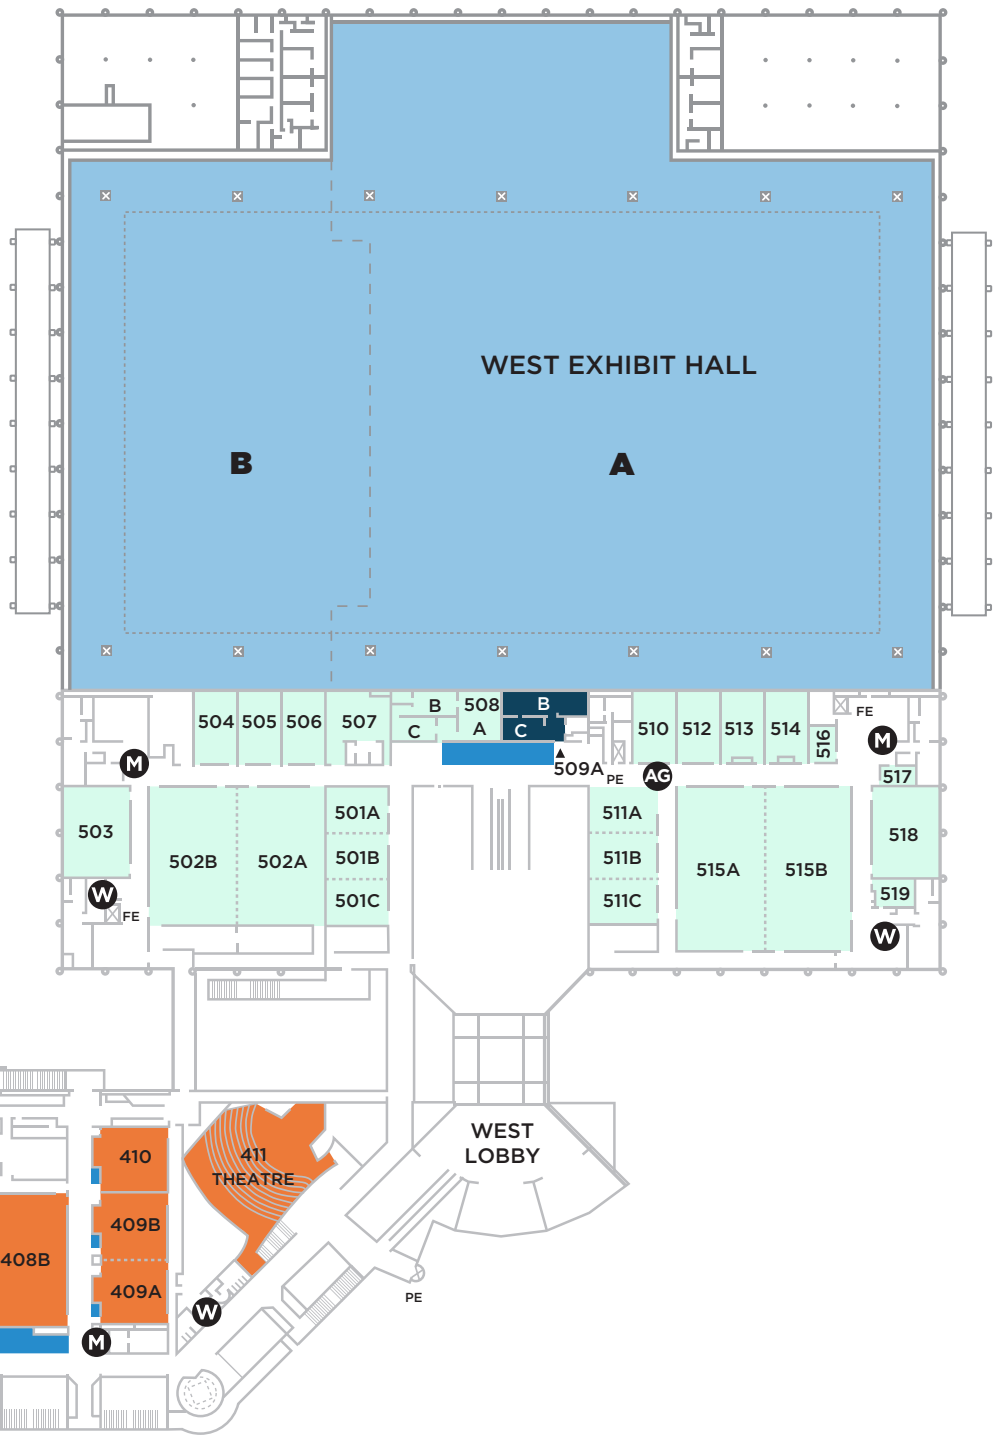 WEST EXHIBIT HALL
B
A
504
505
506
507
B
508
C
A
B
C
509A
PE
510
512
513
514
516
FE
M
M
AG
517
503
502B
502A
501A
501B
501C
511A
511B
511C
515A
515B
518
519
W
FE
W
WEST
LOBBY
410
411
THEATRE
409B
408B
409A
W
M
PE